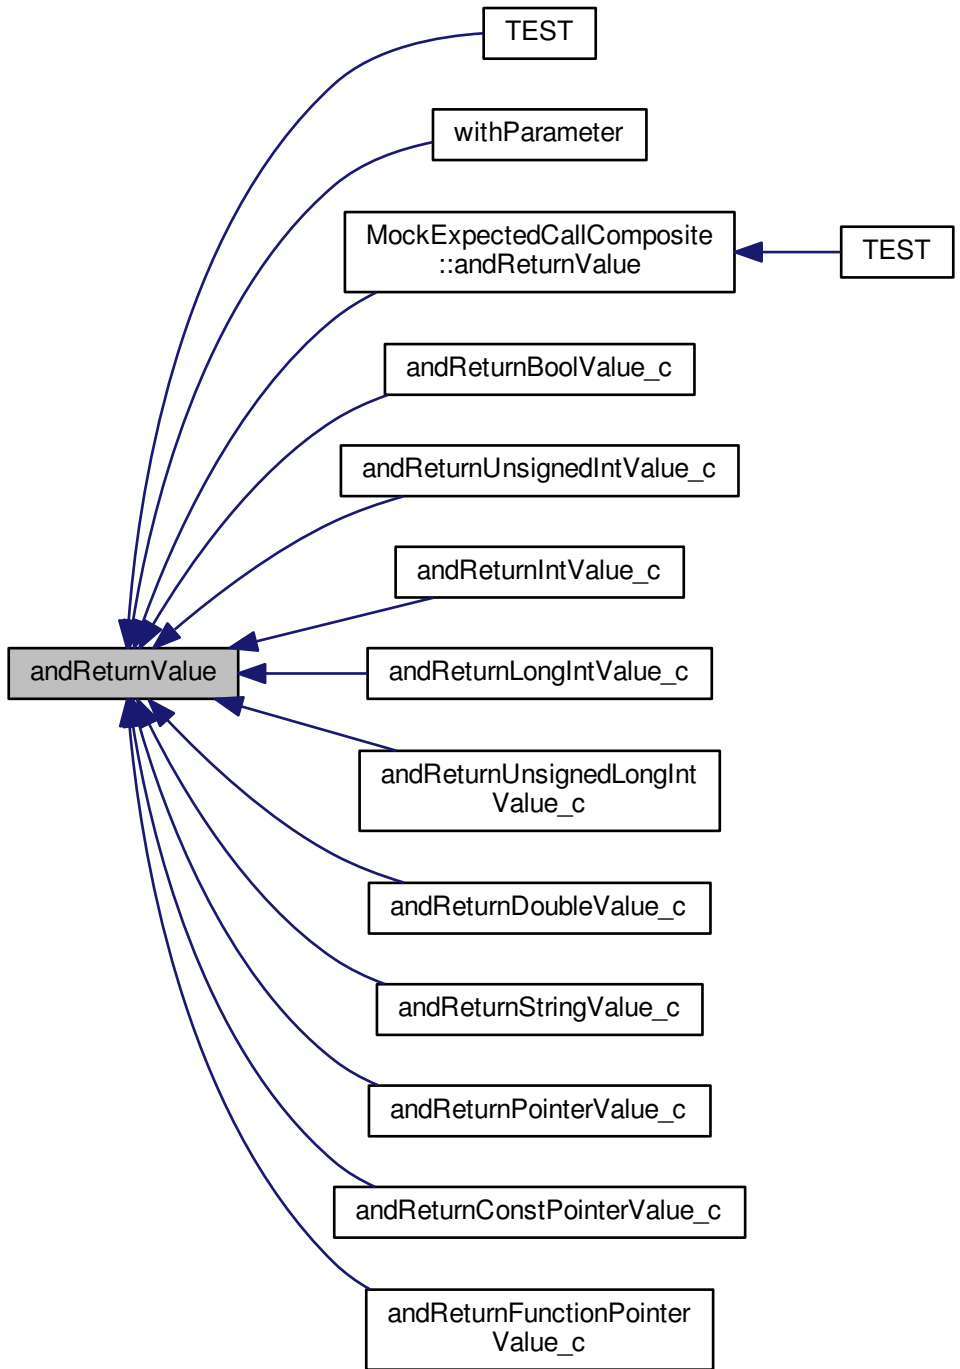 TEST
withParameter
MockExpectedCallComposite
::andReturnValue
TEST
andReturnBoolValue_c
andReturnUnsignedIntValue_c
andReturnIntValue_c
andReturnValue
andReturnLongIntValue_c
andReturnUnsignedLongInt
Value_c
andReturnDoubleValue_c
andReturnStringValue_c
andReturnPointerValue_c
andReturnConstPointerValue_c
andReturnFunctionPointer
Value_c